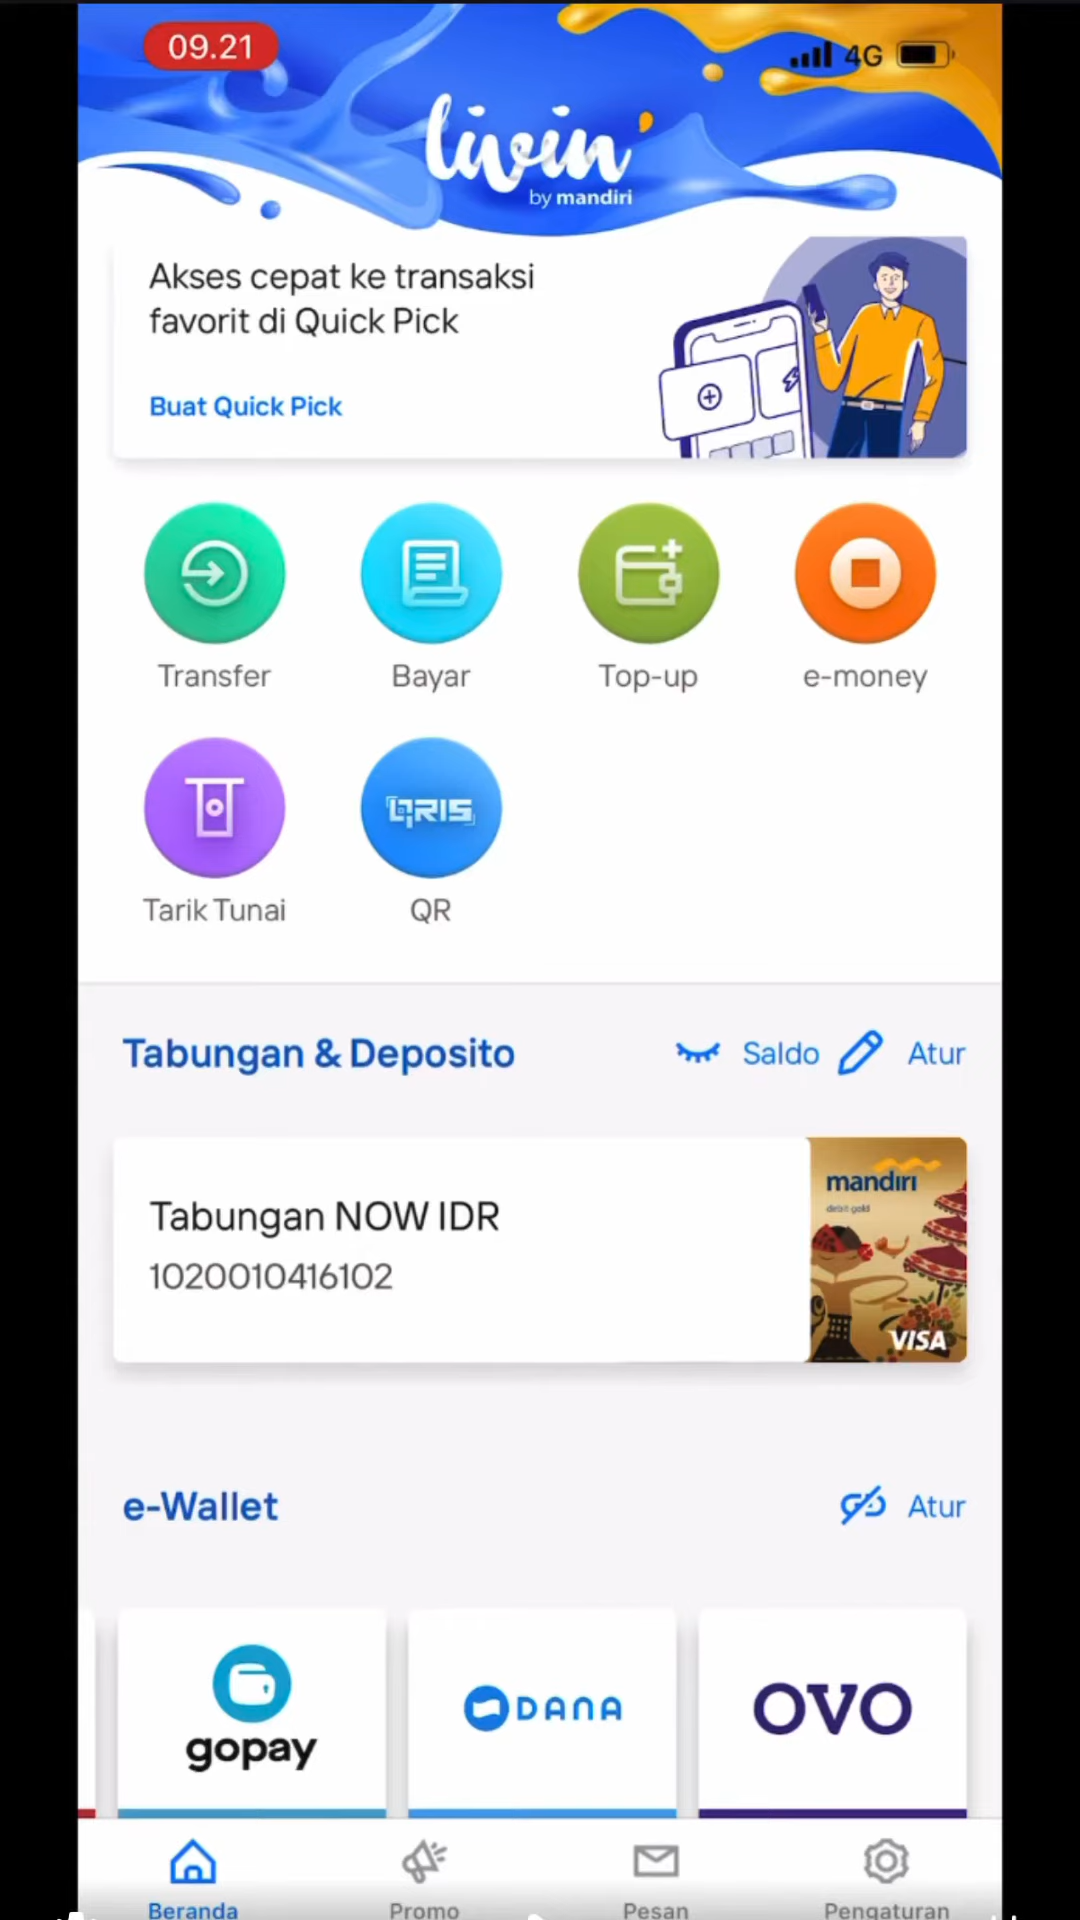 09.21
4G
livin'
by mandiri
Akses cepat ke transaksi
favorit di Quick Pick
Buat Quick Pick
Transfer
Bayar
Top-up
e-money
QRIS
Tarik Tunai
QR
Tabungan & Deposito
Saldo
Atur
Tabungan NOW IDR
1020010416102
mandiri
debit gold
VISA
e-Wallet
Atur
gopay
DANA
OVO
Beranda
Promo
Pesan
Pengaturan